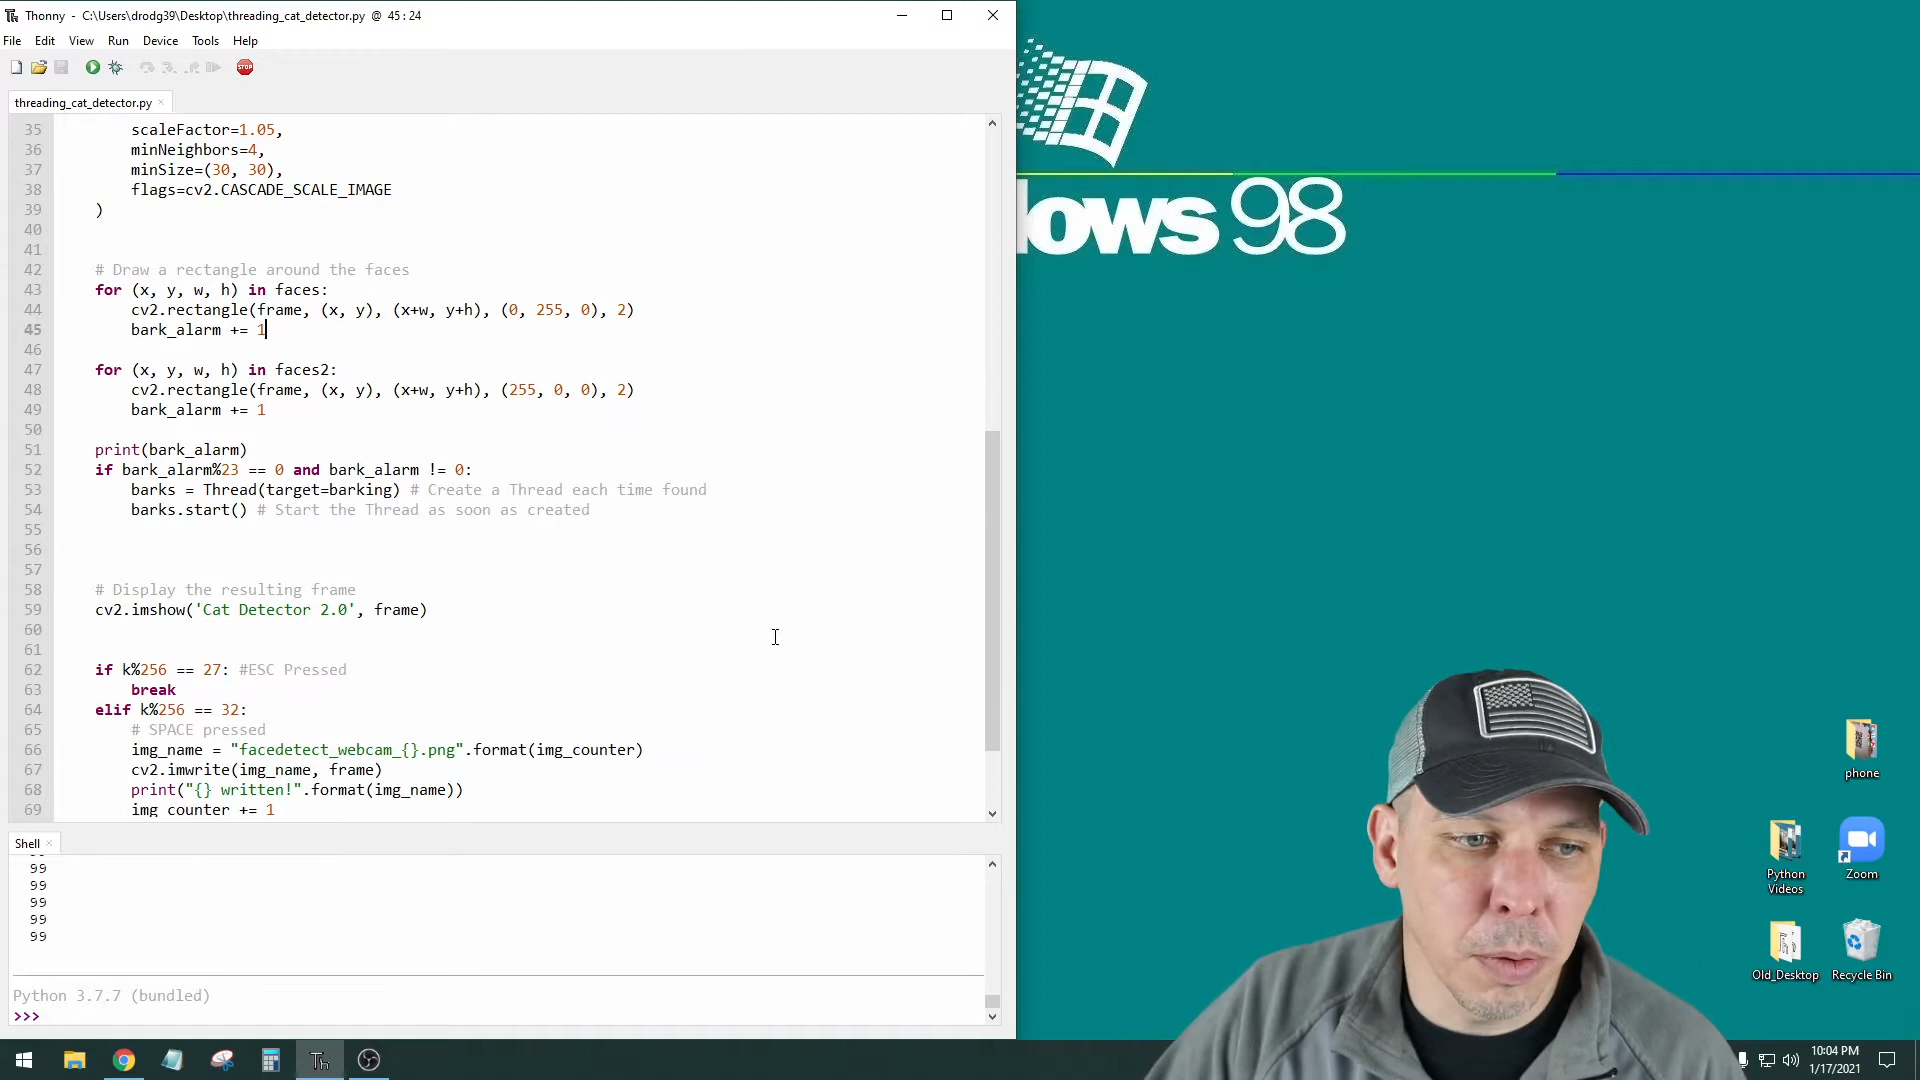 Thonny - C:\Users\drodg39\Desktop\threading_cat_detector.py @ 45 : 24
File Edit View Run Device Tools Help
STOP
threading_cat_detector.py
35 scaleFactor=1.05,
36 minNeighbors=4,
37 minSize=(30, 30),
38 flags=cv2.CASCADE_SCALE_IMAGE
39 )
40
41
42 # Draw a rectangle around the faces
43 for (x, y, w, h) in faces:
44 cv2.rectangle(frame, (x, y), (x+w, y+h), (0, 255, 0), 2)
45 bark_alarm += 1
46
47 for (x, y, w, h) in faces2:
48 cv2.rectangle(frame, (x, y), (x+w, y+h), (255, 0, 0), 2)
49 bark_alarm += 1
50
51 print(bark_alarm)
52 if bark_alarm%23 == 0 and bark_alarm != 0:
53 barks = Thread(target=barking) # Create a Thread each time found
54 barks.start() # Start the Thread as soon as created
55
56
57
58 # Display the resulting frame
59 cv2.imshow('Cat Detector 2.0', frame)
60
61
62 if k%256 == 27: #ESC Pressed
63 break
64 elif k%256 == 32:
65 # SPACE pressed
66 img_name = "facedetect_webcam_{}.png".format(img_counter)
67 cv2.imwrite(img_name, frame)
68 print("{} written!".format(img_name))
69 img_counter += 1
Shell
99
99
99
99
99
Python 3.7.7 (bundled)
>>>
dows 98
phone
Python Videos
Zoom
Old_Desktop
Recycle Bin
Th
10:04 PM
1/17/2021